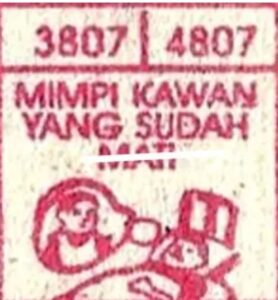 3807 4807
MIMPI KAWAN
YANG SUDAH
MATI